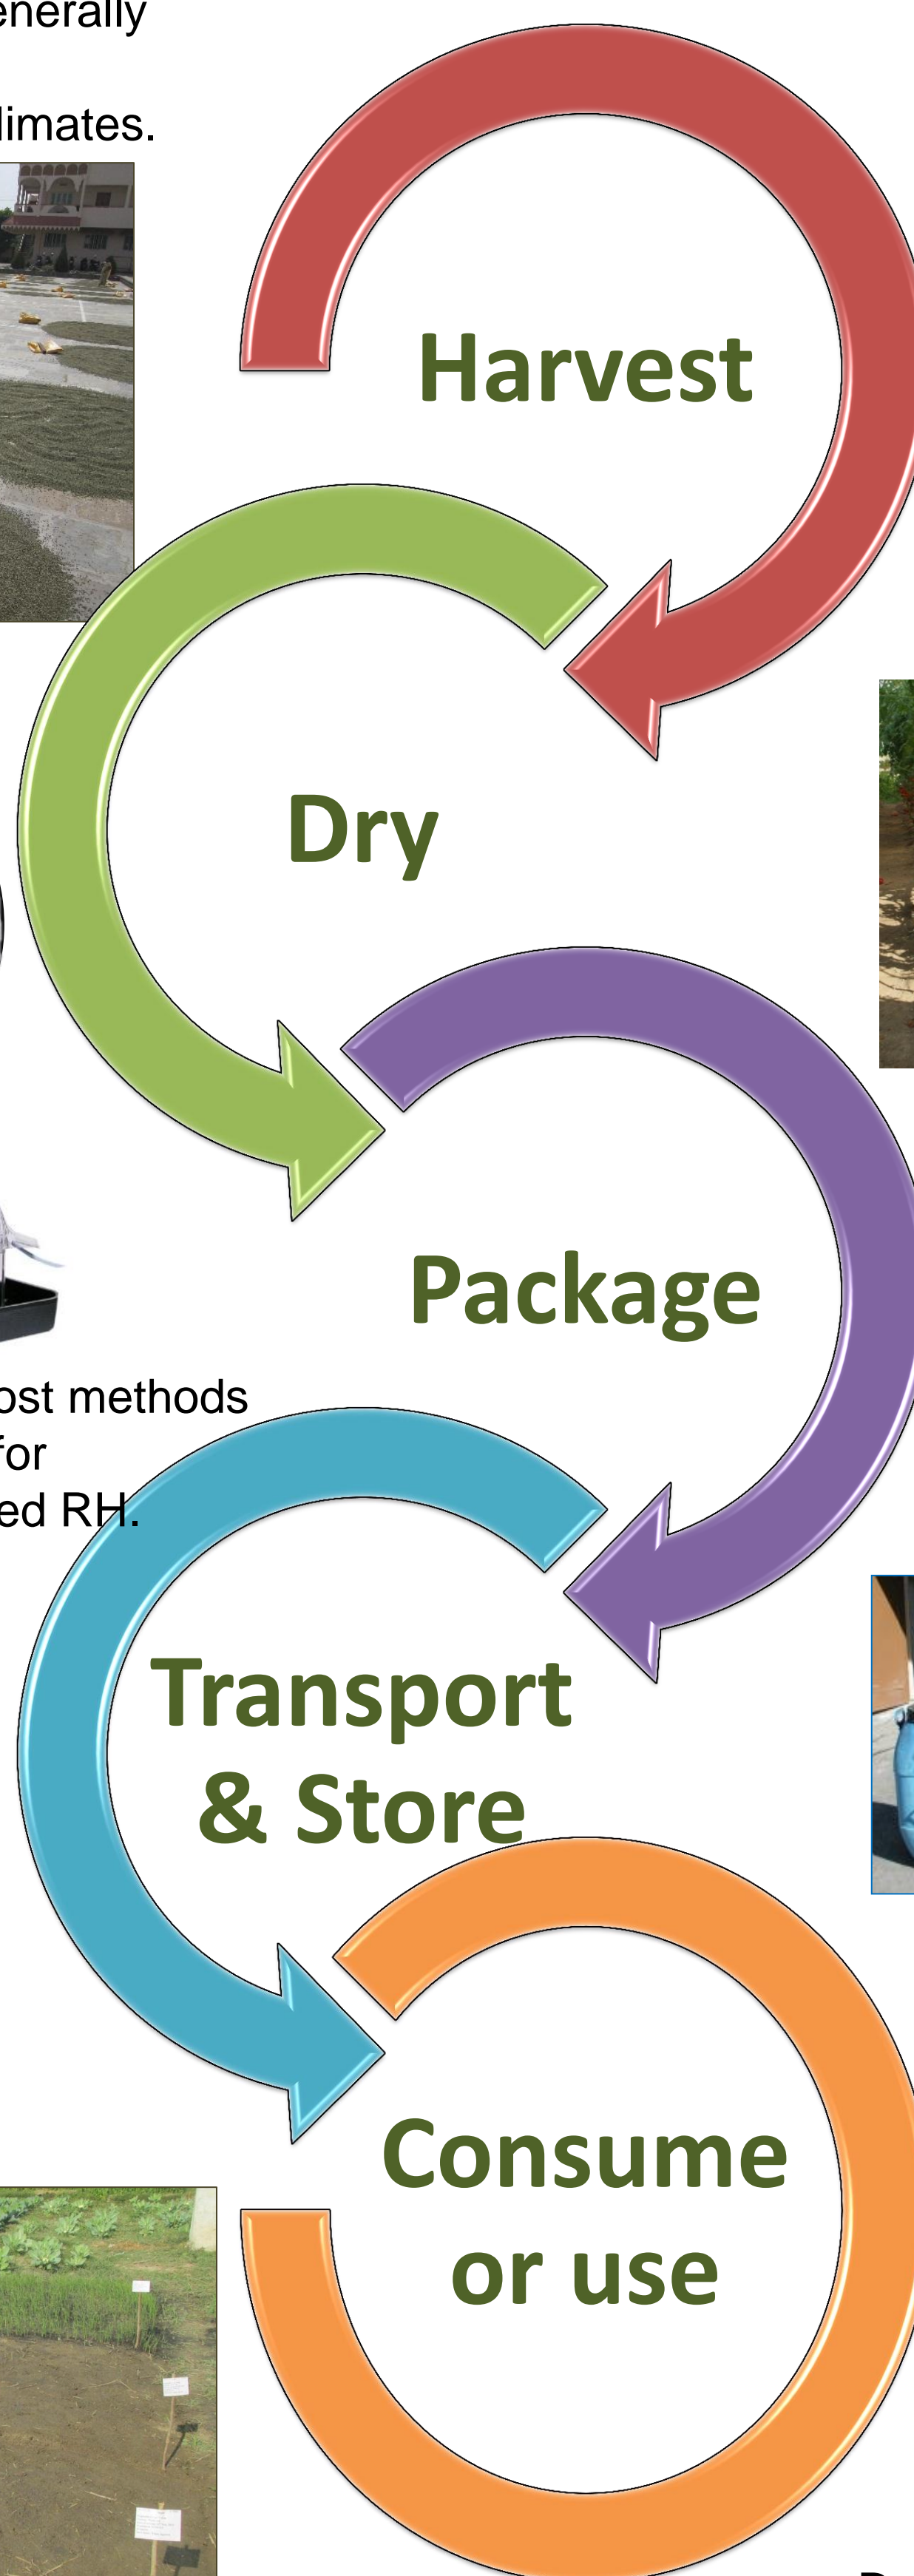 enerally
limates.
Harvest
Dry
Package
ost methods
for
ed RH.
Transport
& Store
Consume
or use